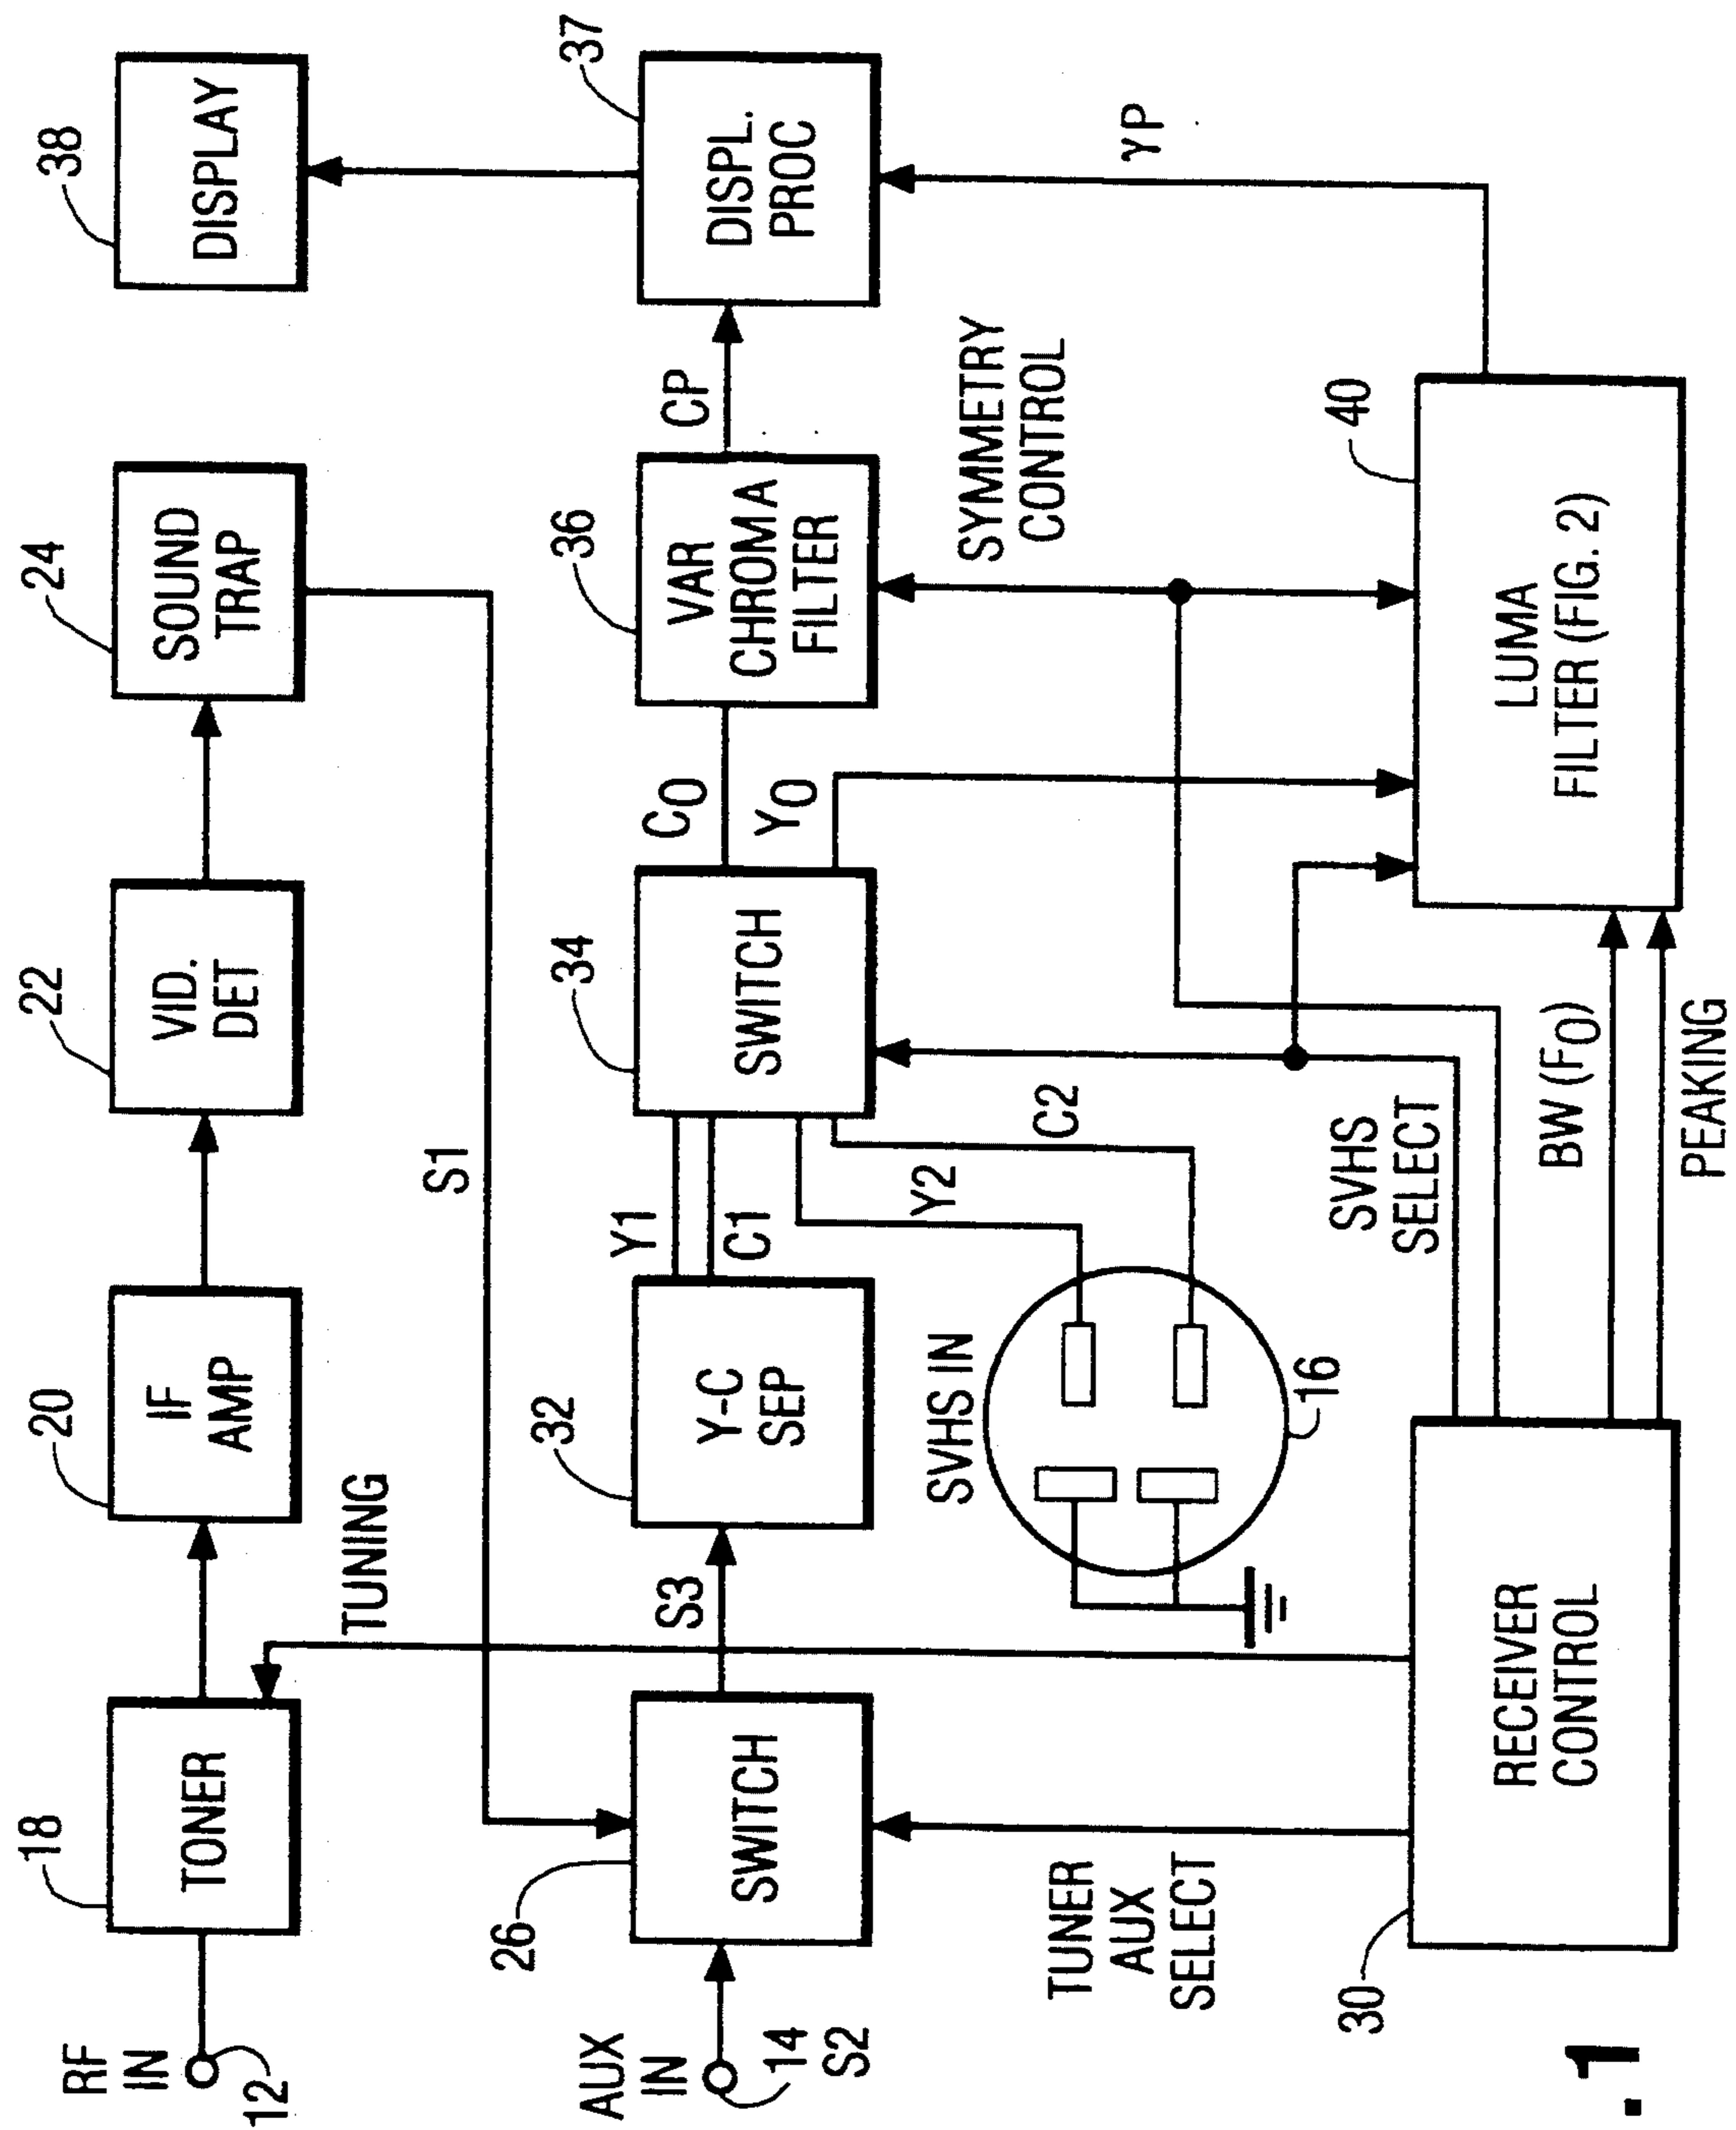 38
DISPLAY
37
DISPL.
PROC
γP
24
SOUND
TRAP
36
VAR
CHROMA
FILTER
CP
SYMMETRY
CONTROL
40
LUMA
FILTER (FIG. 2)
22
VID.
DET
S1
34
SWITCH
CO
YO
Y1
C1
Y2
C2
SVHS
SELECT
BW (FO)
PEAKING
20
IF
AMP
TUNING
32
Y-C
SEP
S3
SVHS IN
16
18
TONER
26
SWITCH
TUNER
AUX
SELECT
30
RECEIVER
CONTROL
RF
IN
12
AUX
IN
14
S2
.1